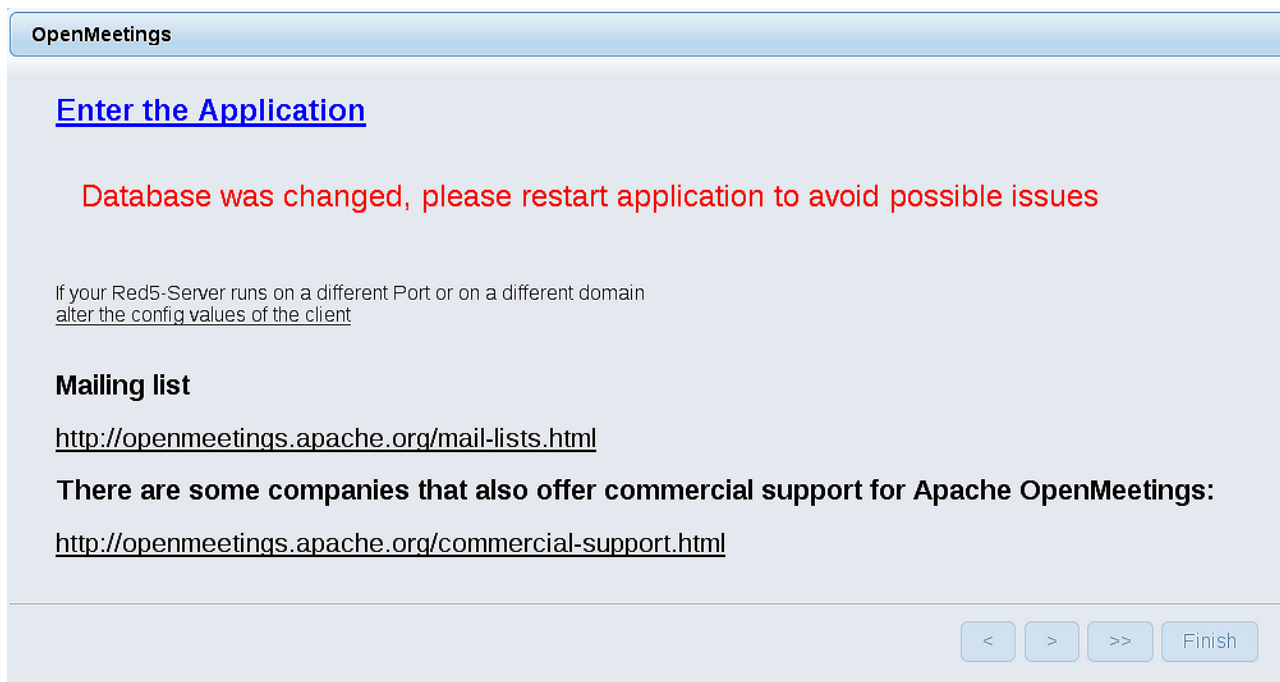 OpenMeetings
Enter the Application
Database was changed, please restart application to avoid possible issues
If your Red5-Server runs on a different Port or on a different domain
alter the config values of the client
Mailing list
http://openmeetings.apache.org/mail-lists.html
There are some companies that also offer commercial support for Apache OpenMeetings:
http://openmeetings.apache.org/commercial-support.html
< > >> Finish